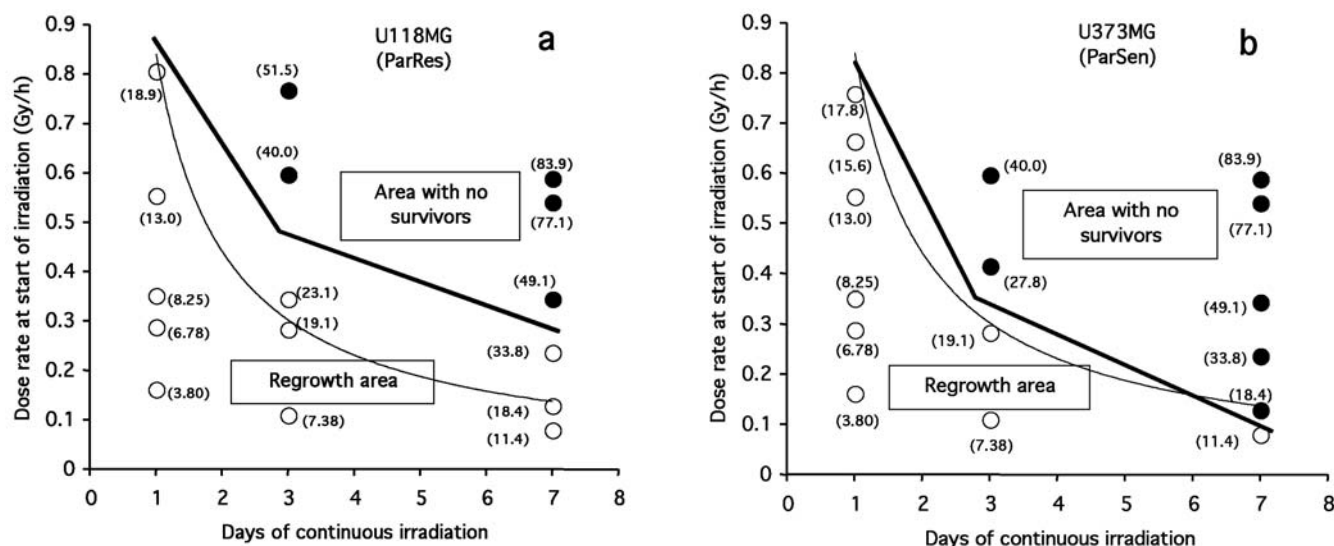 U118MG
(ParRes)
a
Dose rate at start of irradiation (Gy/h)
0.9
0.8
0.7
0.6
0.5
0.4
0.3
0.2
0.1
0
(18.9)
(13.0)
(8.25)
(6.78)
(3.80)
(51.5)
(40.0)
(23.1)
(19.1)
(7.38)
(83.9)
(77.1)
(49.1)
(33.8)
(18.4)
(11.4)
Area with no
survivors
Regrowth area
0 1 2 3 4 5 6 7 8
Days of continuous irradiation
U373MG
(ParSen)
b
Dose rate at start of irradiation (Gy/h)
0.9
0.8
0.7
0.6
0.5
0.4
0.3
0.2
0.1
0
(17.8)
(15.6)
(13.0)
(8.25)
(6.78)
(3.80)
(40.0)
(27.8)
(19.1)
(7.38)
(83.9)
(77.1)
(49.1)
(33.8)
(18.4)
(11.4)
Area with no
survivors
Regrowth area
0 1 2 3 4 5 6 7 8
Days of continuous irradiation